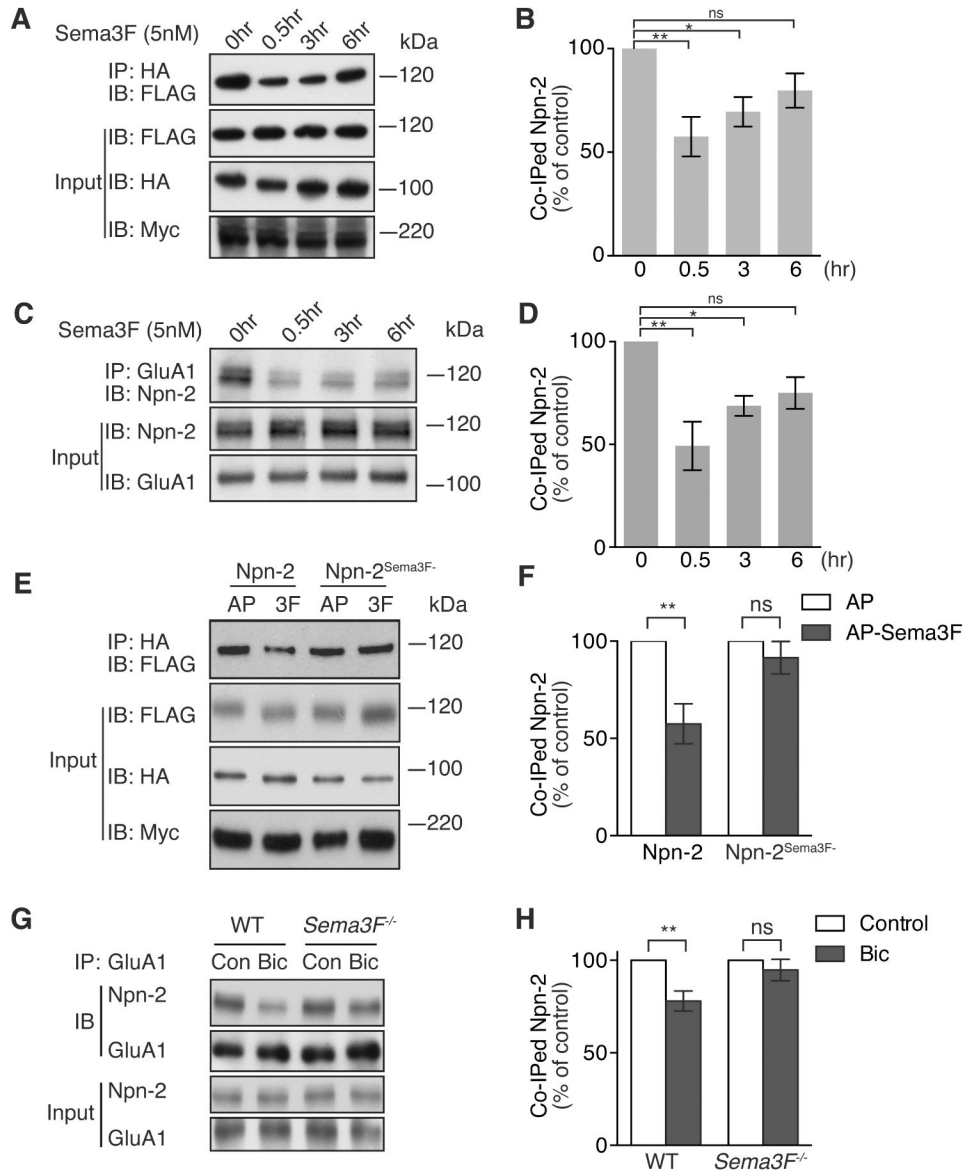 A
Sema3F (5nM) 0hr 0.5hr 3hr 6hr kDa
IP: HA
IB: FLAG
—120
IB: FLAG
—120
Input
IB: HA
—100
IB: Myc
—220
B
ns
*
**
100
50
0
Co-IPed Npn-2
(% of control)
0 0.5 3 6 (hr)
C
Sema3F (5nM) 0hr 0.5hr 3hr 6hr kDa
IP: GluA1
IB: Npn-2
—120
IB: Npn-2
—120
Input
IB: GluA1
—100
D
ns
*
**
100
50
0
Co-IPed Npn-2
(% of control)
0 0.5 3 6 (hr)
E
Npn-2 Npn-2Sema3F-
AP 3F AP 3F kDa
IP: HA
IB: FLAG
—120
IB: FLAG
—120
Input
IB: HA
—100
IB: Myc
—220
F
AP
AP-Sema3F
** ns
100
50
0
Co-IPed Npn-2
(% of control)
Npn-2 Npn-2Sema3F-
G
WT Sema3F-/-
IP: GluA1 Con Bic Con Bic
Npn-2
IB
GluA1
Npn-2
Input
GluA1
H
Control
Bic
** ns
100
50
0
Co-IPed Npn-2
(% of control)
WT Sema3F-/-